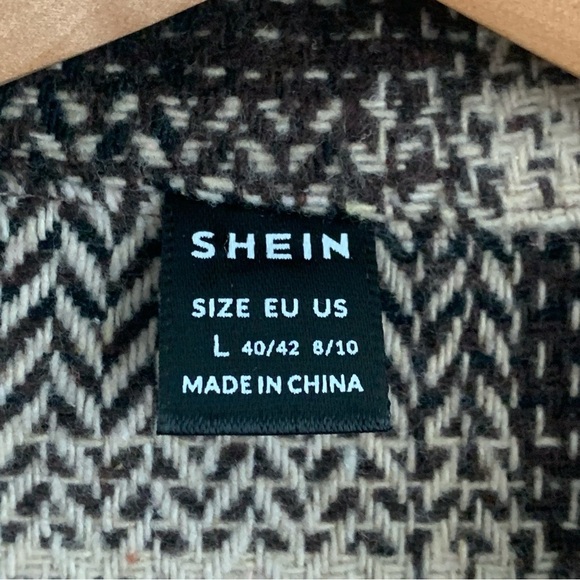 SHEIN
SIZE EU US
L 40/42 8/10
MADE IN CHINA